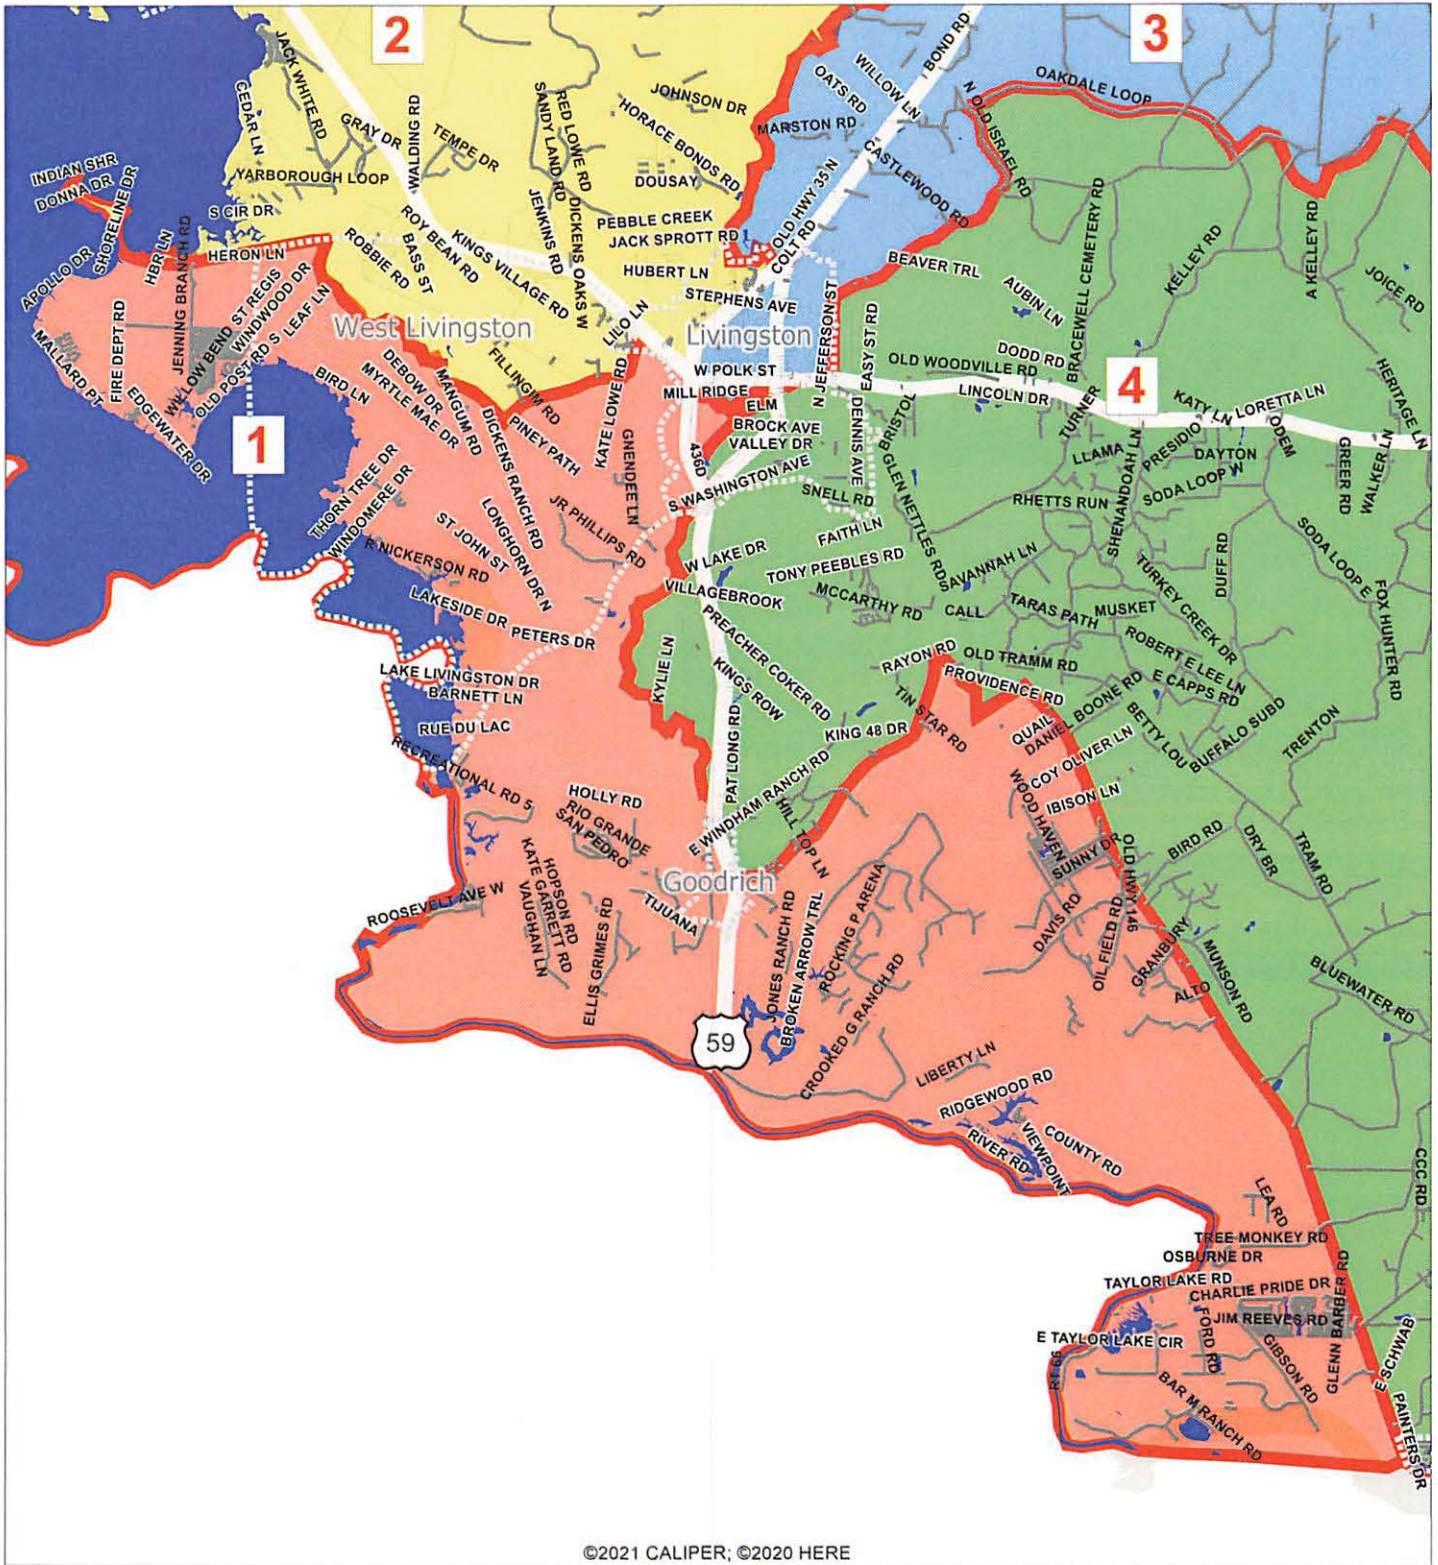 2
3
BOND RD
WILLOW LN
OATS RD
N OLD ISRAEL RD
OAKDALE LOOP
JACK WHITE RD
CEDAR LN
GRAY DR
WALDING RD
TEMPE DR
SANDY LAND RD
RED LOWE RD
JOHNSON DR
HORACE BONDS RD
MARSTON RD
CASTLEWOOD RD
INDIAN SHR
DONNA DR
SHORELINE DR
YARBOROUGH LOOP
DOUSAY
S CIR DR
JENKINS RD
DICKENS OAKS W
PEBBLE CREEK
JACK SPROTT RD
OLD HWY 35 N
COLT RD
BRACEWELL CEMETERY RD
KELLEY RD
A KELLEY RD
APOLLO DR
HBR LN
JENNING BRANCH RD
HERON LN
ROBBIE RD
BASS ST
ROY BEAN RD
KINGS VILLAGE RD
HUBERT LN
BEAVER TRL
AUBIN LN
JOICE RD
STEPHENS AVE
LILO LN
West Livingston
Livingston
N JEFFERSON ST
EASY ST RD
MALLARD PT
FIRE DEPT RD
WILLOW BEND
ST REGIS
WINDWOOD DR
OLD POST RD
S LEAF LN
EDGEWATER DR
BIRD LN
DEBOW DR
MYRTLE MAE DR
MANGUM RD
FILLINGIM RD
KATE LOWE RD
W POLK ST
MILL RIDGE
ELM
OLD WOODVILLE RD
DODD RD
LINCOLN DR
4
TURNER
KATY LN
LORETTA LN
HERITAGE LN
1
DICKENS RANCH RD
PINEY PATH
GNENDEE LN
436D
BROCK AVE
VALLEY DR
DENNIS AVE
BRISTOL
LLAMA
PRESIDIO
DAYTON
ODEM
GREER RD
WALKER LN
THORN TREE DR
WINDOMERE DR
S WASHINGTON AVE
SNELL RD
GLEN NETTLES RD
RHETTS RUN
SHENANDOAH LN
SODA LOOP W
SODA LOOP E
ST JOHN ST
LONGHORN DR N
JR PHILLIPS RD
R NICKERSON RD
FAITH LN
W LAKE DR
TONY PEEBLES RD
SAVANNAH LN
DUFF RD
FOX HUNTER RD
LAKESIDE DR
PETERS DR
VILLAGEBROOK
MCCARTHY RD
CALL
TARAS PATH
MUSKET
TURKEY CREEK DR
ROBERT E LEE LN
PREACHER COKER RD
LAKE LIVINGSTON DR
BARNETT LN
KYLIE LN
KINGS ROW
RAYON RD
OLD TRAMM RD
PROVIDENCE RD
E CAPPS RD
RUE DU LAC
PAT LONG RD
KING 48 DR
TIN STAR RD
QUAIL
DANIEL BOONE RD
BETTY LOU
BUFFALO SUBD
TRENTON
RECREATIONAL RD 5
HOLLY RD
RIO GRANDE
SAN PEDRO
E WINDHAM RANCH RD
HILL TOP LN
WOOD HAVEN
COY OLIVER LN
IBISON LN
SUNNY DR
BIRD RD
DRY BR
TRAM RD
Goodrich
ROOSEVELT AVE W
KATE GARRETT RD
HOPSON RD
VAUGHAN LN
ELLIS GRIMES RD
TIJUANA
JONES RANCH RD
BROKEN ARROW TRL
ROCKING P ARENA
DAVIS RD
OIL FIELD RD
OLD HWY 146
GRANBURY
MUNSON RD
ALTO
BLUEWATER RD
CROOKED G RANCH RD
59
LIBERTY LN
RIDGEWOOD RD
RIVER RD
VIEWPOINT
COUNTY RD
CCC RD
LEA RD
TREE MONKEY RD
OSBURNE DR
TAYLOR LAKE RD
CHARLIE PRIDE DR
FORD RD
JIM REEVES RD
GLENN BARBER RD
E TAYLOR LAKE CIR
GIBSON RD
E SCHWAB
RT 66
BAR M RANCH RD
PAINTERS DR
©2021 CALIPER; ©2020 HERE